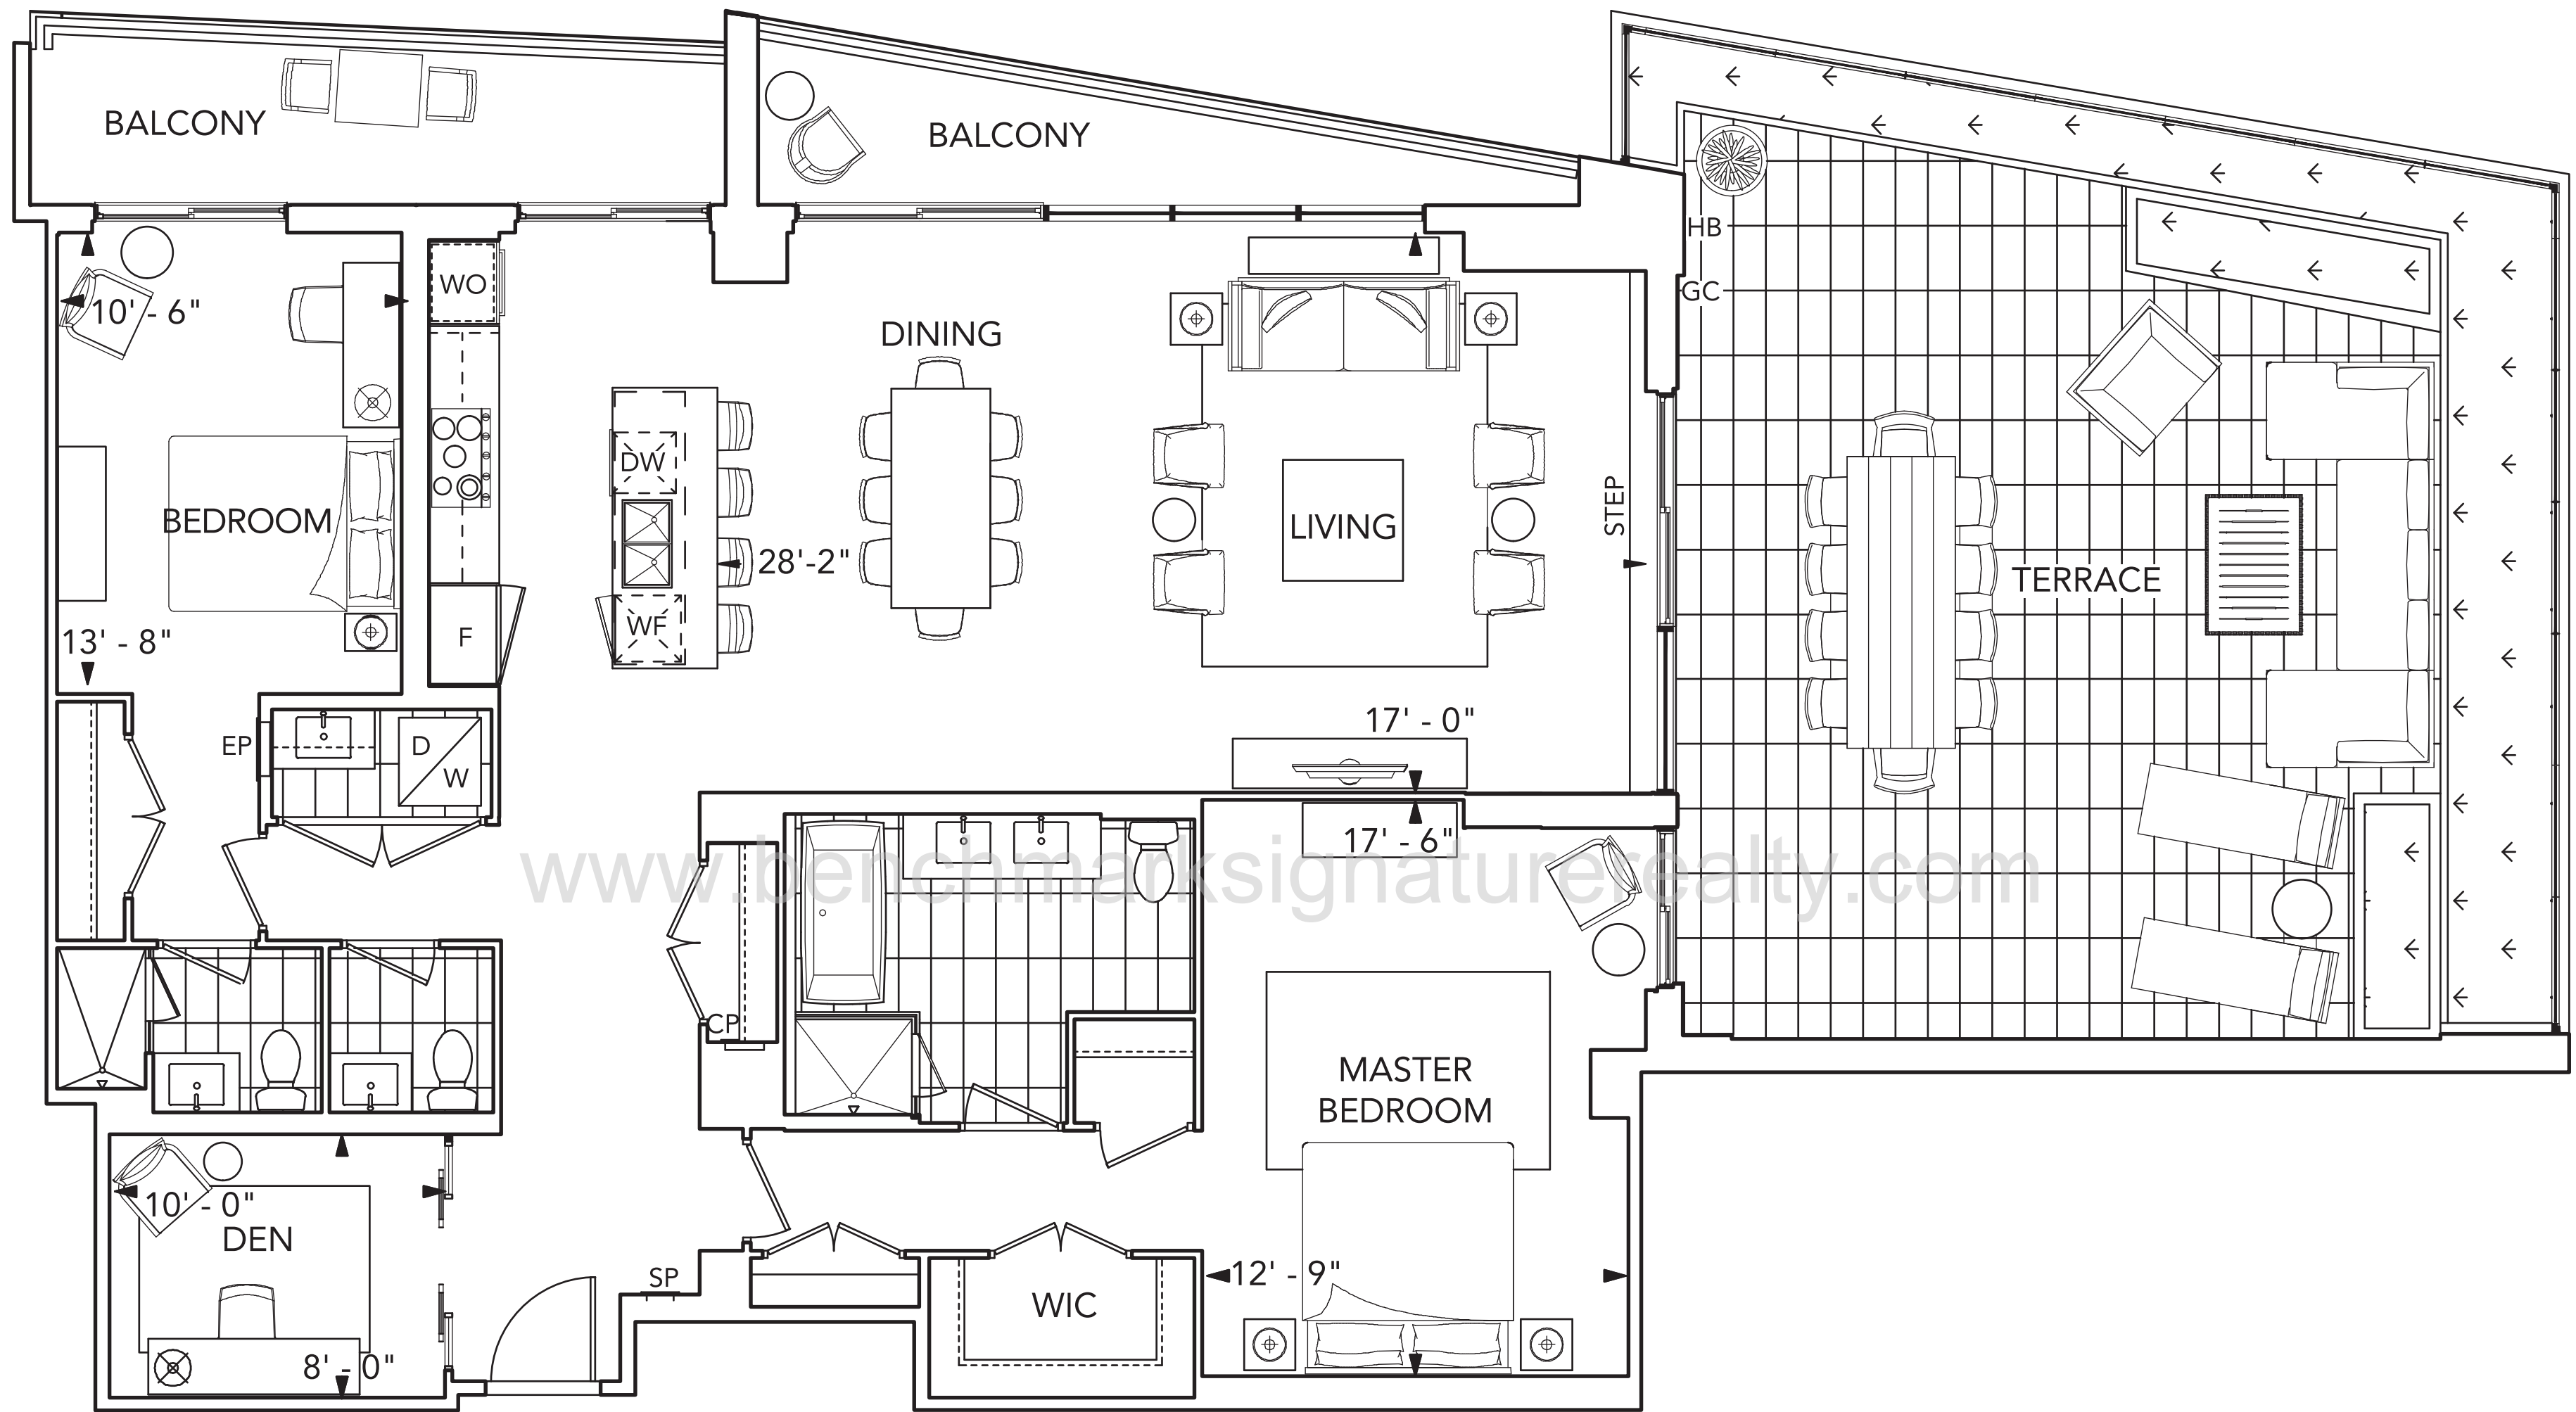 BALCONY
BALCONY
HB
GC
WO
10' - 6"
DINING
DW
BEDROOM
LIVING
STEP
28'-2"
TERRACE
WF
F
13' - 8"
17' - 0"
EP
D
W
17' - 6"
www.benchmarksignaturerealty.com
CP
MASTER
BEDROOM
10' - 0"
DEN
SP
12' - 9"
WIC
8' - 0"